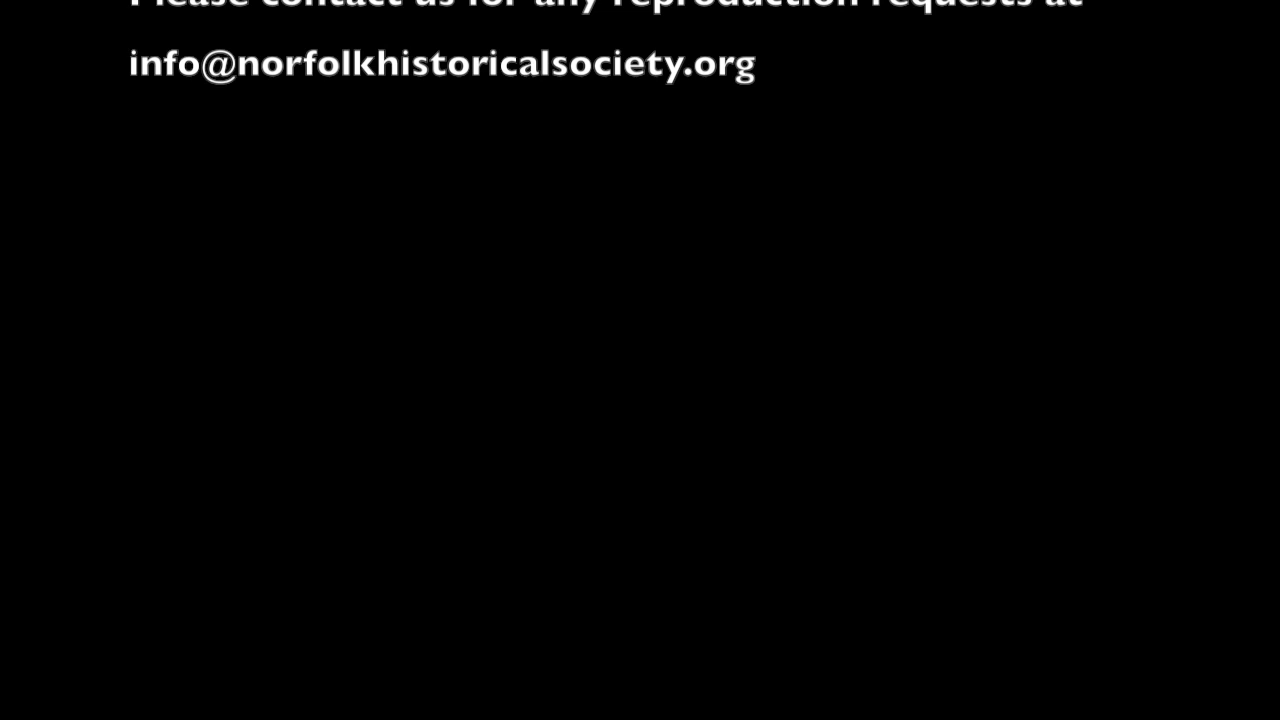 Please contact us for any reproduction requests at
info@norfolkhistoricalsociety.org